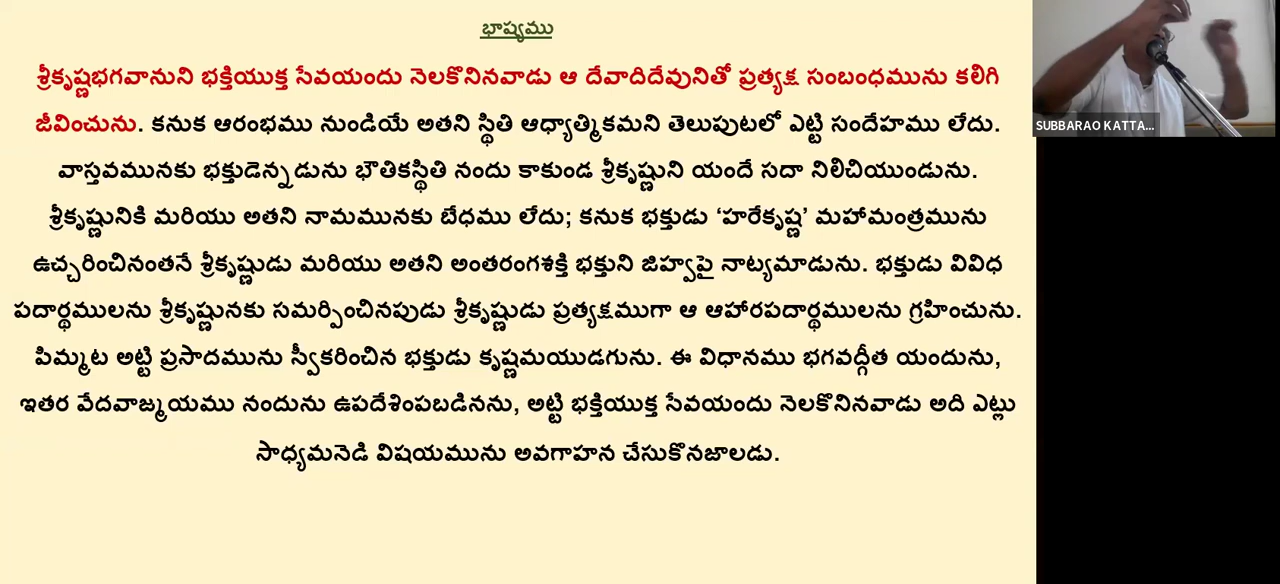 భాష్యము
శ్రీకృష్ణభగవానుని భక్తియుక్త సేవయందు నెలకొనినవాడు ఆ దేవాదిదేవునితో ప్రత్యక్ష సంబంధమును కలిగి
జీవించును. కనుక ఆరంభము నుండియే అతని స్థితి ఆధ్యాత్మికమని తెలుపుటలో ఎట్టి సందేహము లేదు.
వాస్తవమునకు భక్తుడెన్నడును భౌతికస్థితి నందు కాకుండ శ్రీకృష్ణుని యందే సదా నిలిచియుండును.
శ్రీకృష్ణునికి మరియు అతని నామమునకు బేధము లేదు; కనుక భక్తుడు ‘హరేకృష్ణ’ మహామంత్రమును
ఉచ్చరించినంతనే శ్రీకృష్ణుడు మరియు అతని అంతరంగశక్తి భక్తుని జిహ్వపై నాట్యమాడును. భక్తుడు వివిధ
పదార్థములను శ్రీకృష్ణునకు సమర్పించినపుడు శ్రీకృష్ణుడు ప్రత్యక్షముగా ఆ ఆహారపదార్థములను గ్రహించును.
పిమ్మట అట్టి ప్రసాదమును స్వీకరించిన భక్తుడు కృష్ణమయుడగును. ఈ విధానము భగవద్గీత యందును,
ఇతర వేదవాఙ్మయము నందును ఉపదేశింపబడినను, అట్టి భక్తియుక్త సేవయందు నెలకొనినవాడు అది ఎట్లు
సాధ్యమనెడి విషయమును అవగాహన చేసుకొనజాలడు.
SUBBARAO KATTA...